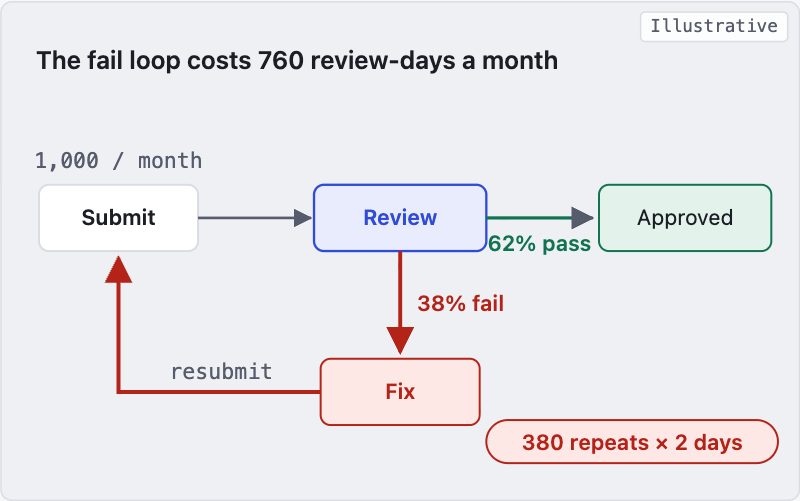 Illustrative
The fail loop costs 760 review-days a month
1,000 / month
Submit
Review
Approved
62% pass
38% fail
resubmit
Fix
380 repeats × 2 days